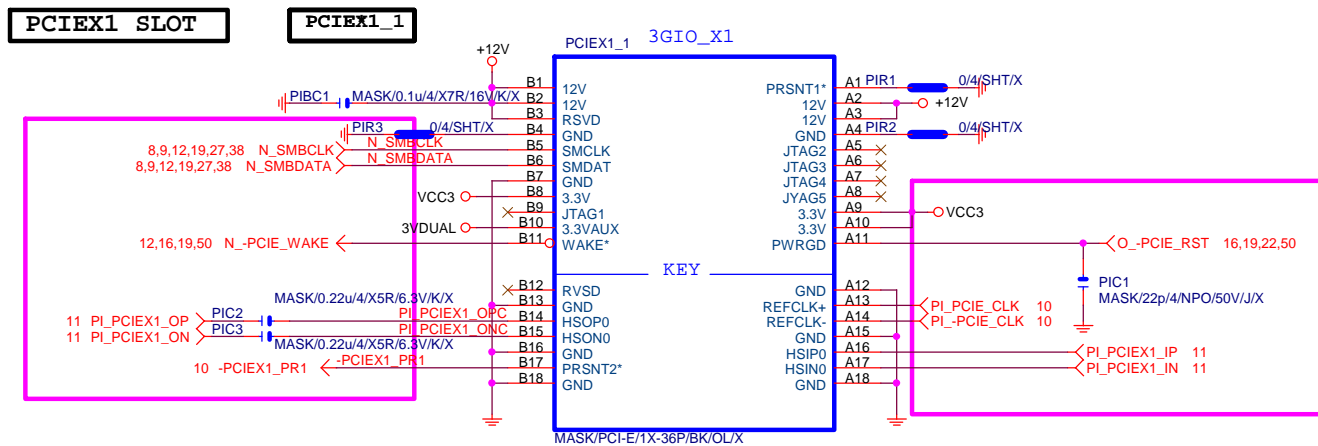 PCIEX1 SLOT
PCIEX1_1
PCIEX1_1
3GIO_X1
+12V
B1 12V PRSNT1* A1 PIR1 0/4/SHT/X
PIBC1 MASK/0.1u/4/X7R/16V/K/X B2 12V 12V A2 +12V
B3 RSVD 12V A3
PIR3 0/4/SHT/X B4 GND GND A4 PIR2 0/4/SHT/X
8,9,12,19,27,38 N_SMBCLK N_SMBCLK B5 SMCLK JTAG2 A5
8,9,12,19,27,38 N_SMBDATA N_SMBDATA B6 SMDAT JTAG3 A6
B7 GND JTAG4 A7
VCC3 B8 3.3V JYAG5 A8
B9 JTAG1 3.3V A9 VCC3
3VDUAL B10 3.3VAUX 3.3V A10
12,16,19,50 N_-PCIE_WAKE B11 WAKE* PWRGD A11 O_-PCIE_RST 16,19,22,50
KEY
PIC1
MASK/22p/4/NPO/50V/J/X
B12 RVSD GND A12
MASK/0.22u/4/X5R/6.3V/K/X B13 GND REFCLK+ A13 PI_PCIE_CLK 10
11 PI_PCIEX1_OP PIC2 PI_PCIEX1_OPC B14 HSOP0 REFCLK- A14 PI_-PCIE_CLK 10
11 PI_PCIEX1_ON PIC3 PI_PCIEX1_ONC B15 HSON0 GND A15
MASK/0.22u/4/X5R/6.3V/K/X B16 GND HSIP0 A16 PI_PCIEX1_IP 11
10 -PCIEX1_PR1 -PCIEX1_PR1 B17 PRSNT2* HSIN0 A17 PI_PCIEX1_IN 11
B18 GND GND A18
MASK/PCI-E/1X-36P/BK/OL/X